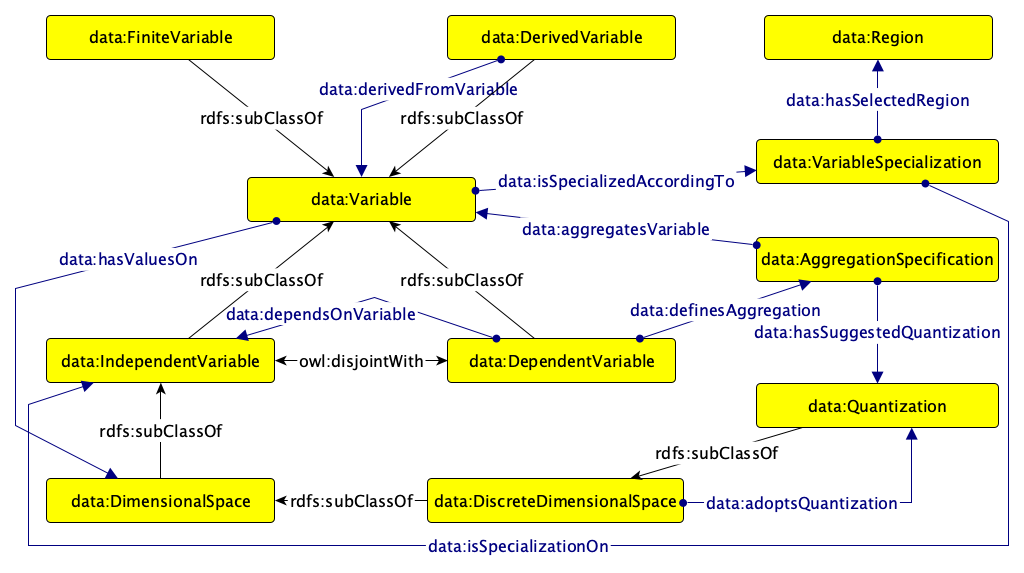 data:FiniteVariable
data:DerivedVariable
data:Region
data:derivedFromVariable
data:hasSelectedRegion
rdfs:subClassOf
rdfs:subClassOf
data:VariableSpecialization
data:isSpecializedAccordingTo
data:Variable
data:aggregatesVariable
data:hasValuesOn
data:AggregationSpecification
rdfs:subClassOf
rdfs:subClassOf
data:dependsOnVariable
data:definesAggregation
data:hasSuggestedQuantization
data:IndependentVariable
owl:disjointWith
data:DependentVariable
data:Quantization
rdfs:subClassOf
rdfs:subClassOf
data:DimensionalSpace
rdfs:subClassOf
data:DiscreteDimensionalSpace
data:adoptsQuantization
data:isSpecializationOn